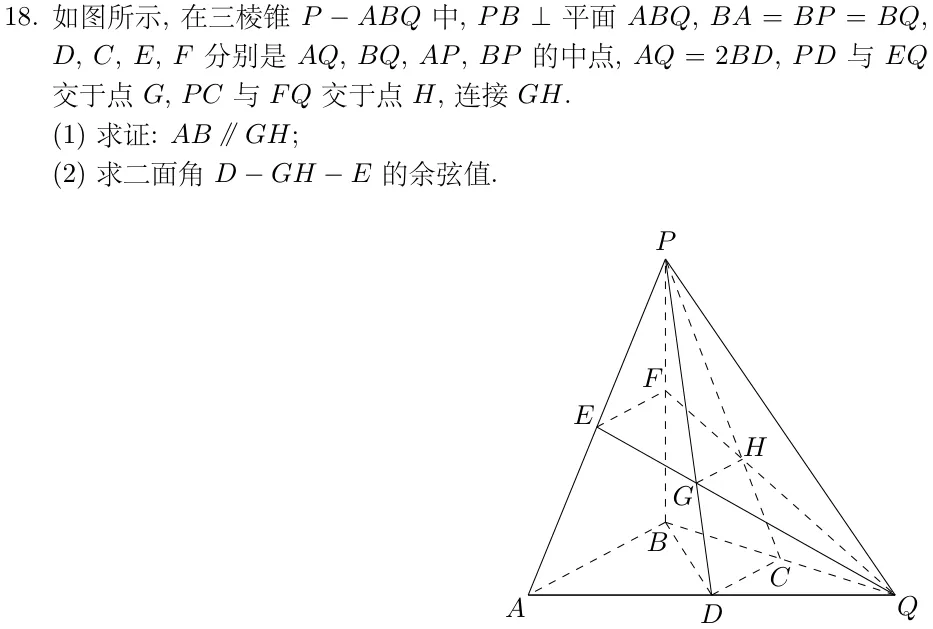 18. 如图所示, 在三棱锥 P − ABQ 中, PB ⊥ 平面 ABQ, BA = BP = BQ,
D, C, E, F 分别是 AQ, BQ, AP, BP 的中点, AQ = 2BD, PD 与 EQ
交于点 G, PC 与 FQ 交于点 H, 连接 GH.
(1) 求证: AB ∥ GH;
(2) 求二面角 D − GH − E 的余弦值.
P
F
E
H
G
B
C
A
D
Q